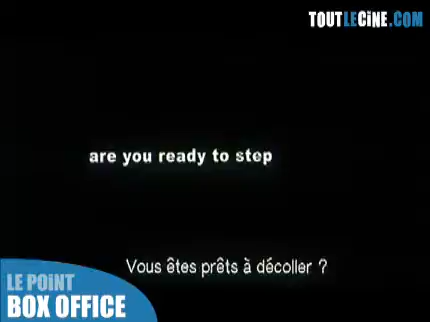 TOUTLECiNE.COM
are you ready to step
Vous êtes prêts à décoller ?
LE POiNT
BOX OFFICE